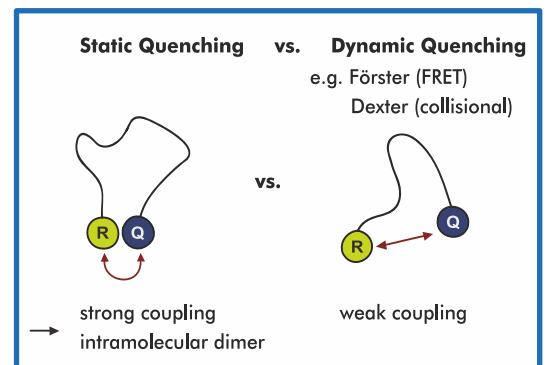 Static Quenching vs. Dynamic Quenching
e.g. Förster (FRET)
Dexter (collisional)
vs.
R Q
R Q
strong coupling
intramolecular dimer
weak coupling